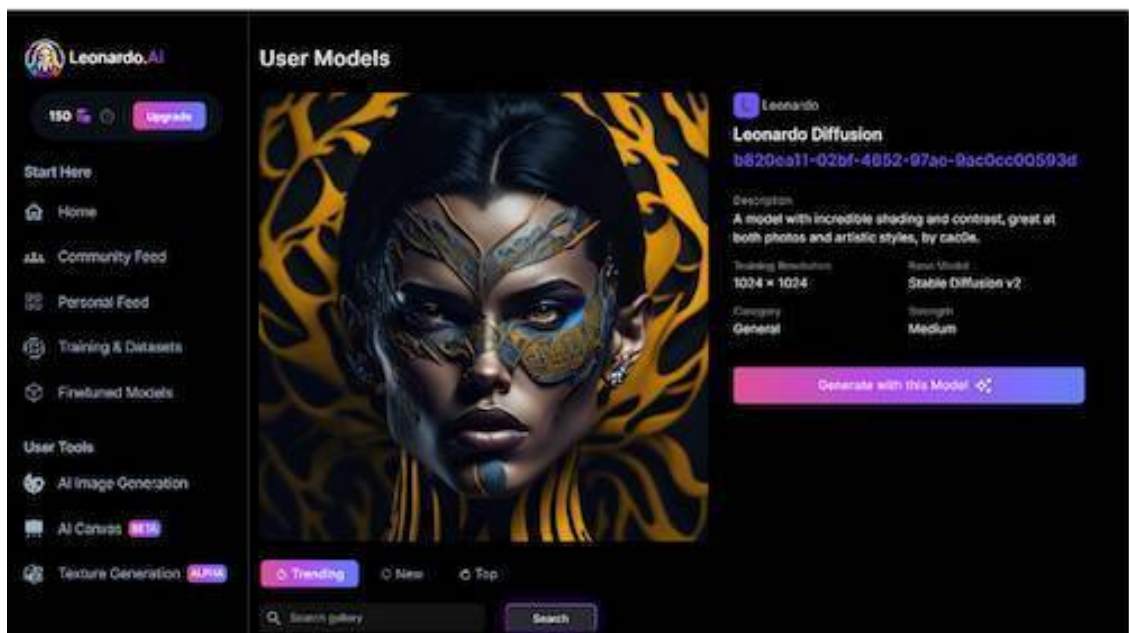 Leonardo.Ai
150
Upgrade
Start Here
Home
Community Feed
Personal Feed
Training & Datasets
Finetuned Models
User Tools
AI Image Generation
AI Canvas BETA
Texture Generation ALPHA
User Models
Leonardo
Leonardo Diffusion
b820ea11-02bf-4652-97ae-9ac0cc00593d
Description
A model with incredible shading and contrast, great at
both photos and artistic styles, by cac0e.
Training Resolution Base Model
1024 × 1024 Stable Diffusion v2
Category Strength
General Medium
Generate with this Model
Trending New Top
Search gallery Search